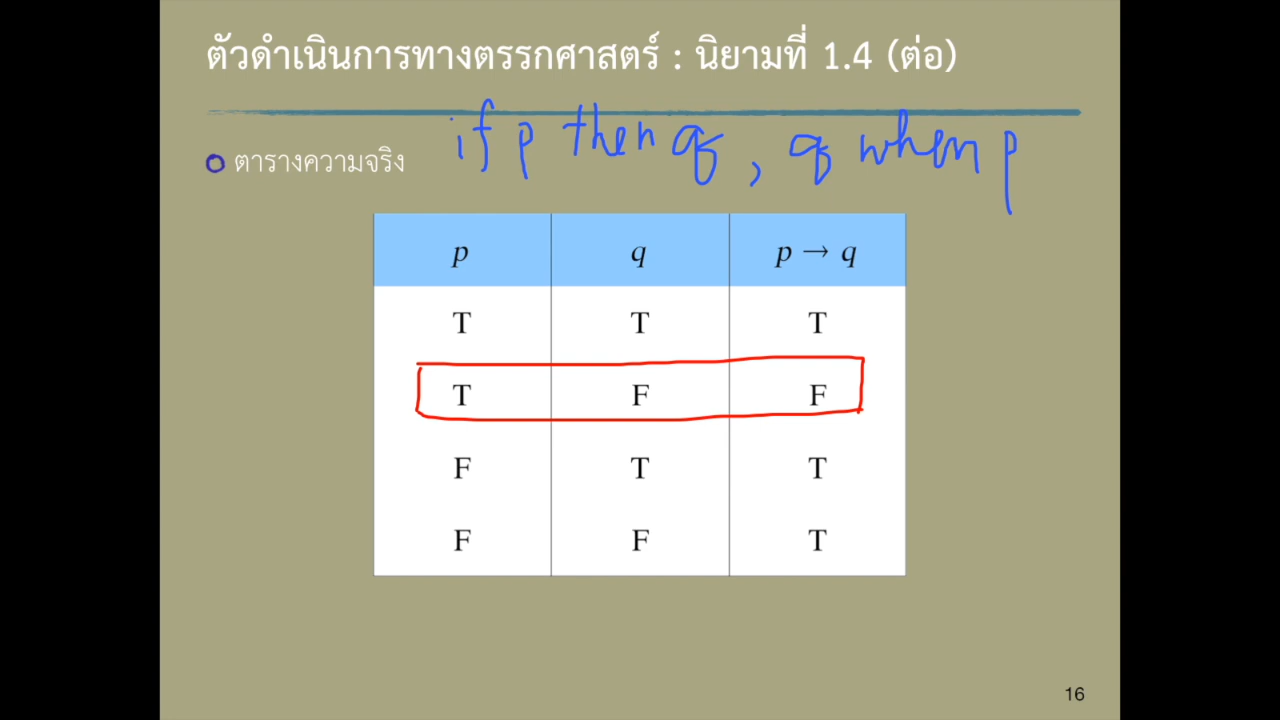 ตัวดำเนินการทางตรรกศาสตร์ : นิยามที่ 1.4 (ต่อ)
if p then q , q when p
ตารางความจริง
p q p → q
T T T
T F F
F T T
F F T
16